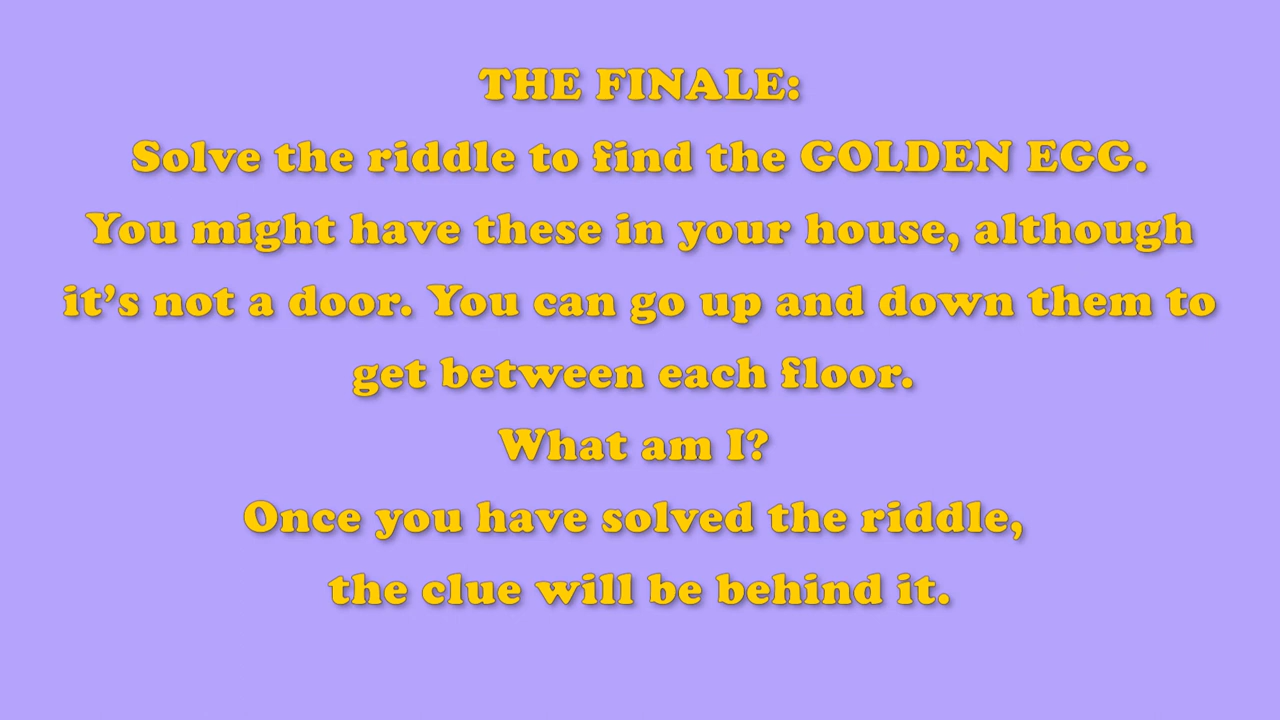 THE FINALE:
Solve the riddle to find the GOLDEN EGG.
You might have these in your house, although
it’s not a door. You can go up and down them to
get between each floor.
What am I?
Once you have solved the riddle,
the clue will be behind it.